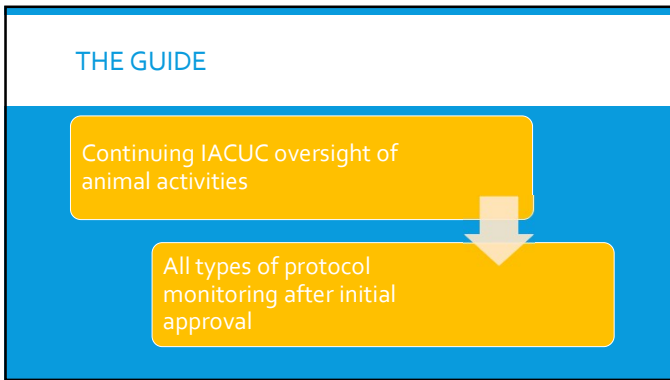 THE GUIDE
Continuing IACUC oversight of
animal activities
All types of protocol
monitoring after initial
approval